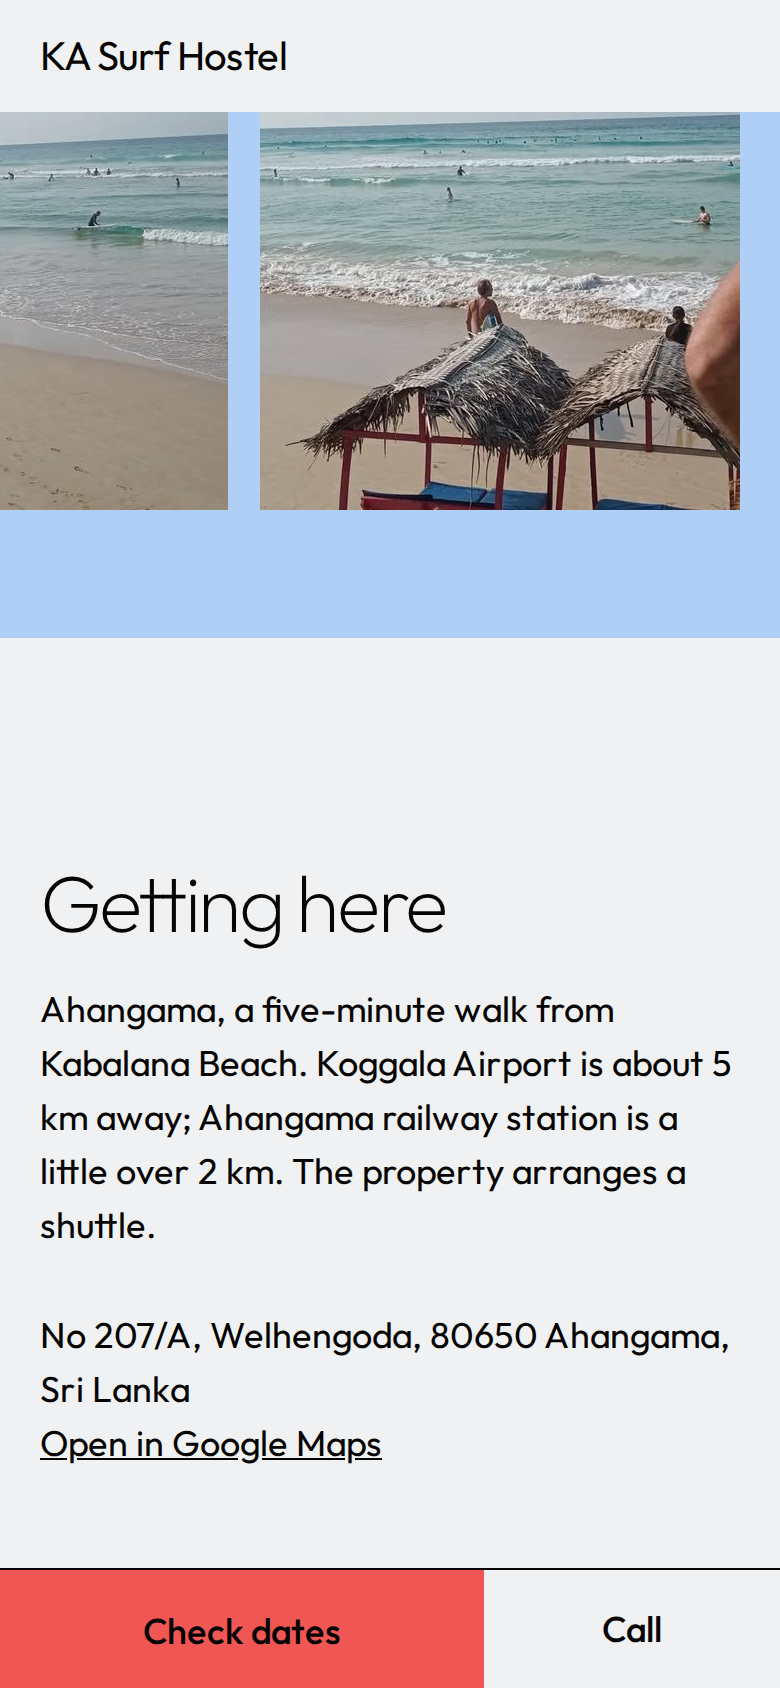 KA Surf Hostel
Getting here
Ahangama, a five-minute walk from
Kabalana Beach. Koggala Airport is about 5
km away; Ahangama railway station is a
little over 2 km. The property arranges a
shuttle.
No 207/A, Welhengoda, 80650 Ahangama,
Sri Lanka
Open in Google Maps
Check dates
Call